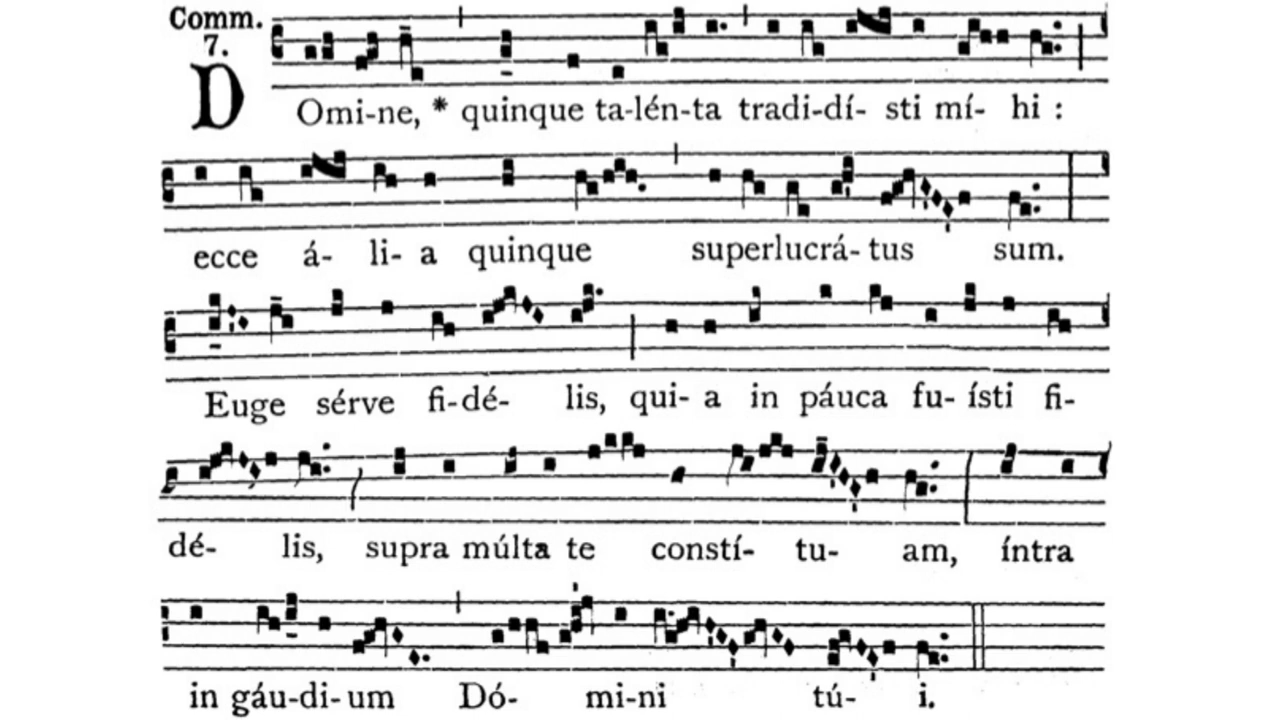 Comm.
7.
DOmi-ne, * quinque ta-lén-ta tradi-dí- sti mí- hi :
ecce á- li- a quinque superlucrá- tus sum.
Euge sérve fi-dé- lis, qui- a in páuca fu- ísti fi-
dé- lis, supra múlta te constí- tu- am, íntra
in gáu-di-um Dó- mi-ni tú- i.